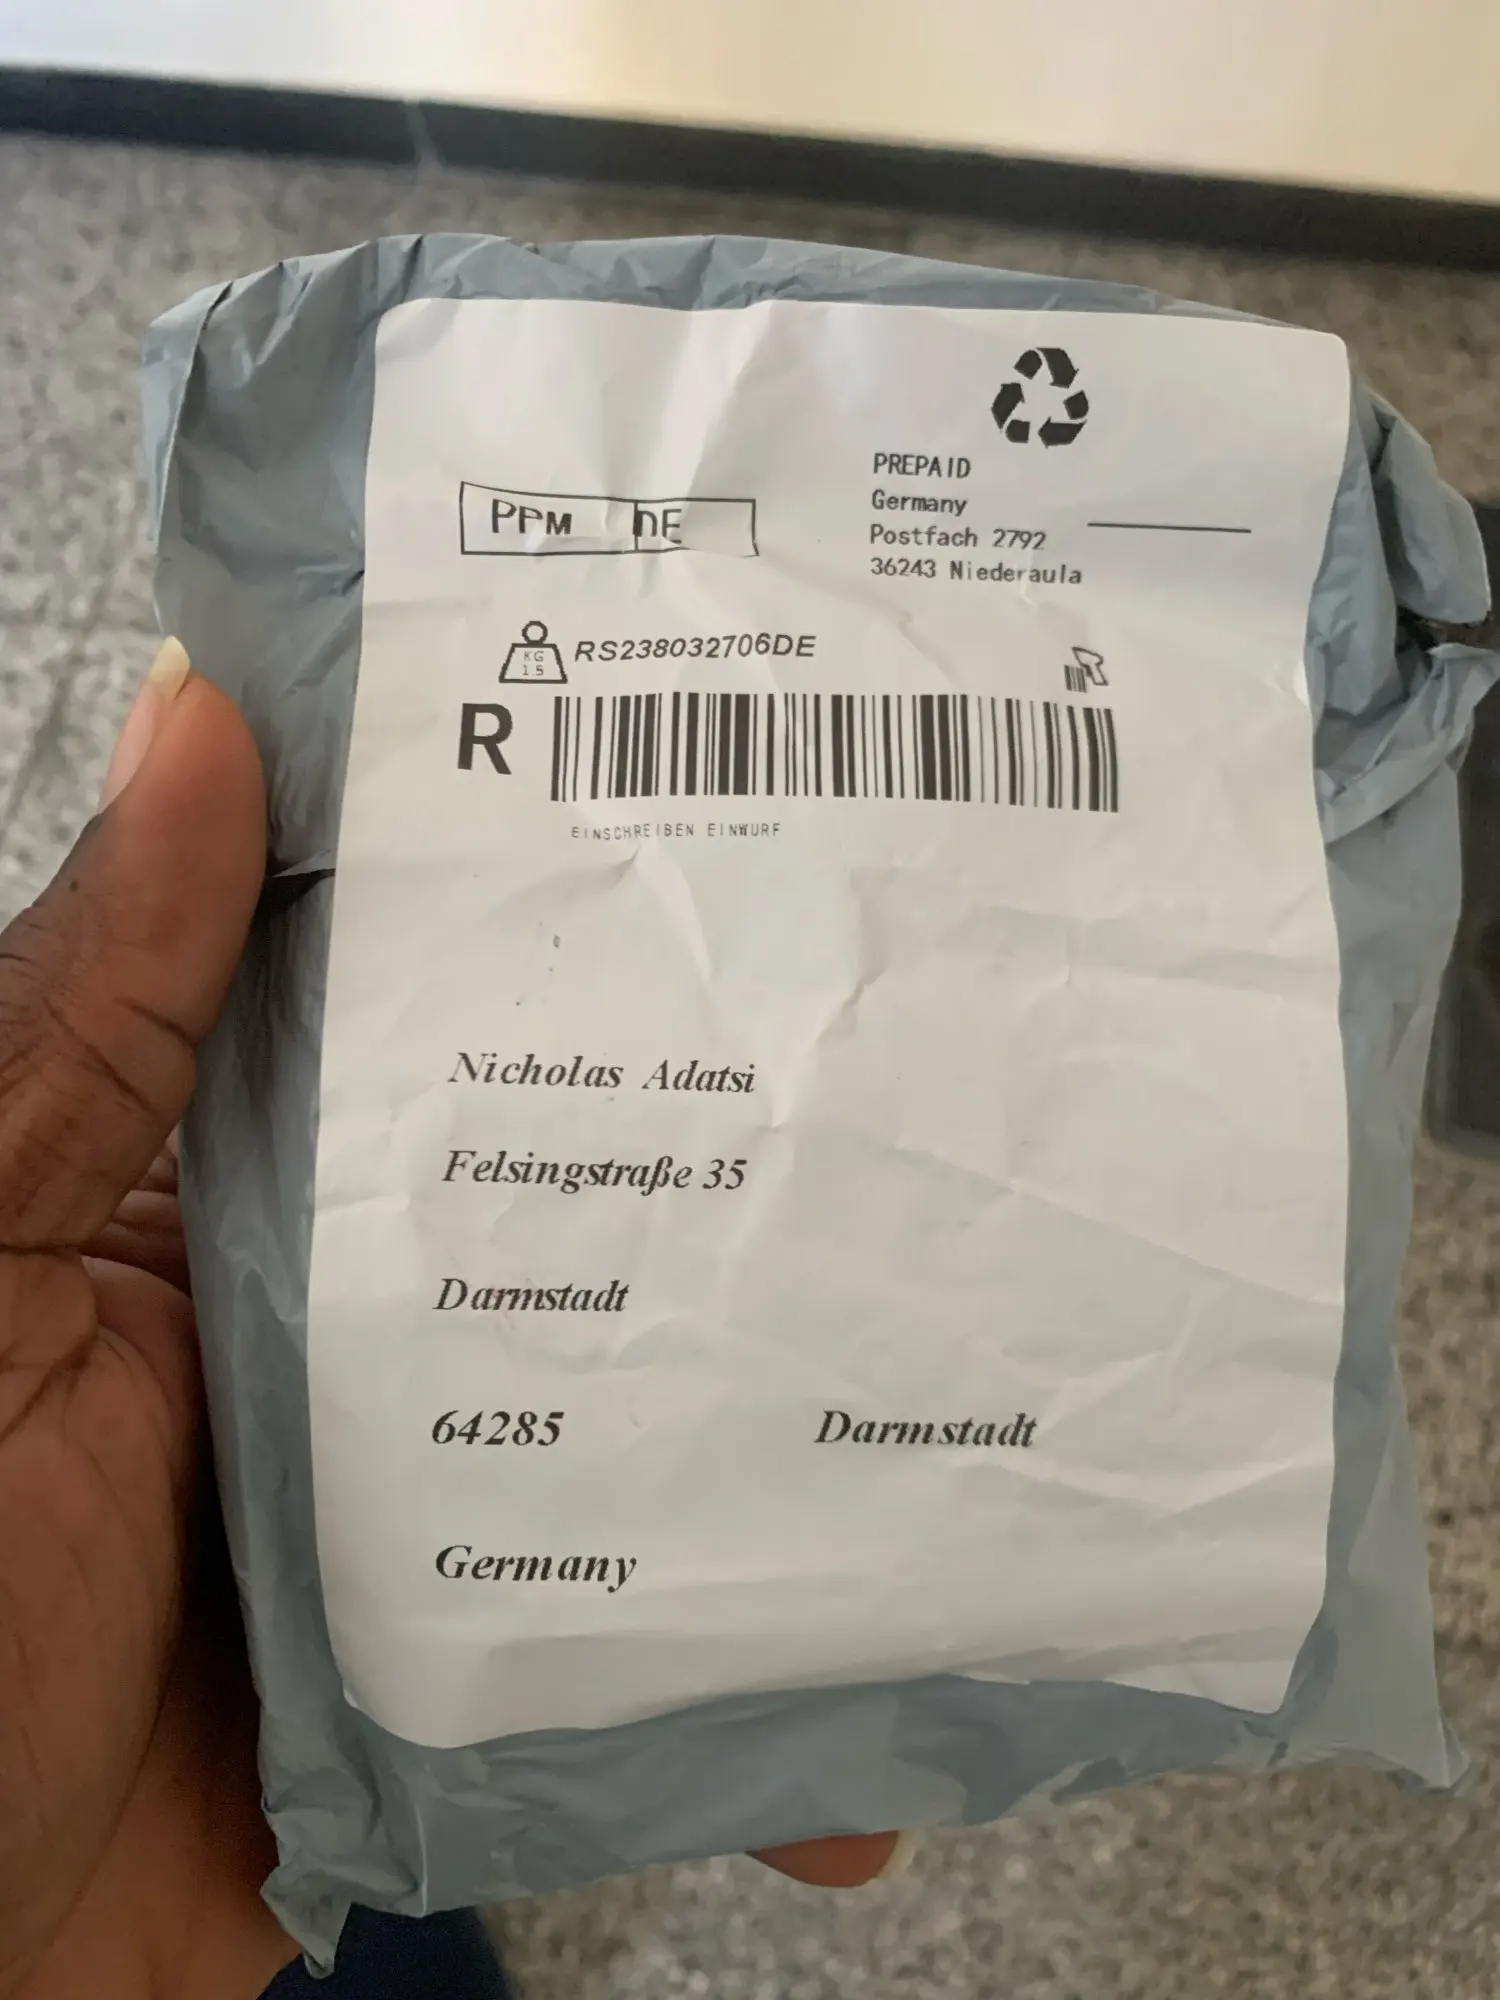 PREPAID
Germany
Postfach 2792
36243 Niederaula
PPM DE
KG
1.5
RS238032706DE
R
EINSCHREIBEN EINWURF
Nicholas Adatsi
Felsingstraße 35
Darmstadt
64285 Darmstadt
Germany